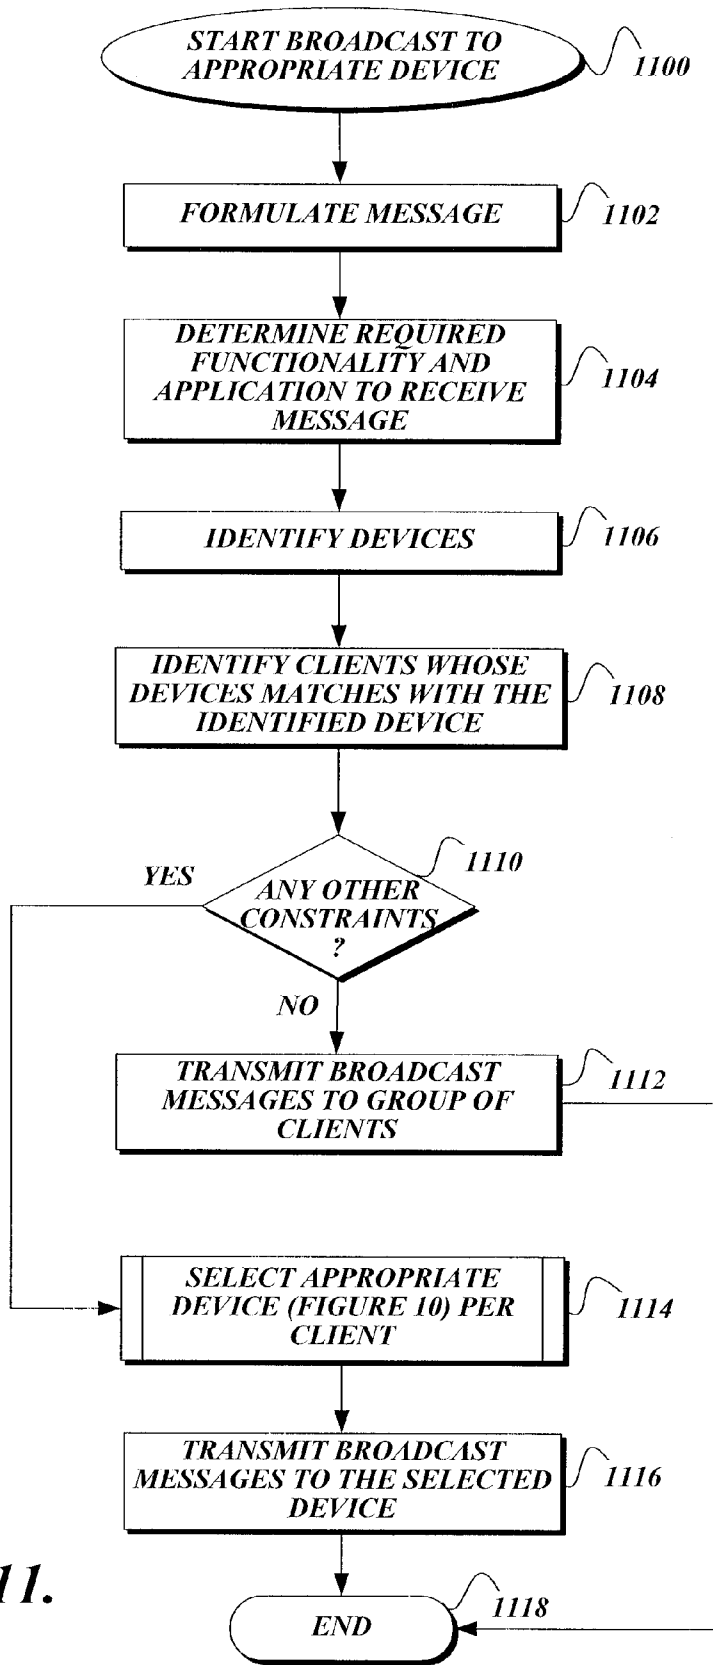 START BROADCAST TO
APPROPRIATE DEVICE
1100
FORMULATE MESSAGE
1102
DETERMINE REQUIRED
FUNCTIONALITY AND
APPLICATION TO RECEIVE
MESSAGE
1104
IDENTIFY DEVICES
1106
IDENTIFY CLIENTS WHOSE
DEVICES MATCHES WITH THE
IDENTIFIED DEVICE
1108
YES
ANY OTHER
CONSTRAINTS
?
1110
NO
TRANSMIT BROADCAST
MESSAGES TO GROUP OF
CLIENTS
1112
SELECT APPROPRIATE
DEVICE (FIGURE 10) PER
CLIENT
1114
TRANSMIT BROADCAST
MESSAGES TO THE SELECTED
DEVICE
1116
11.
END
1118